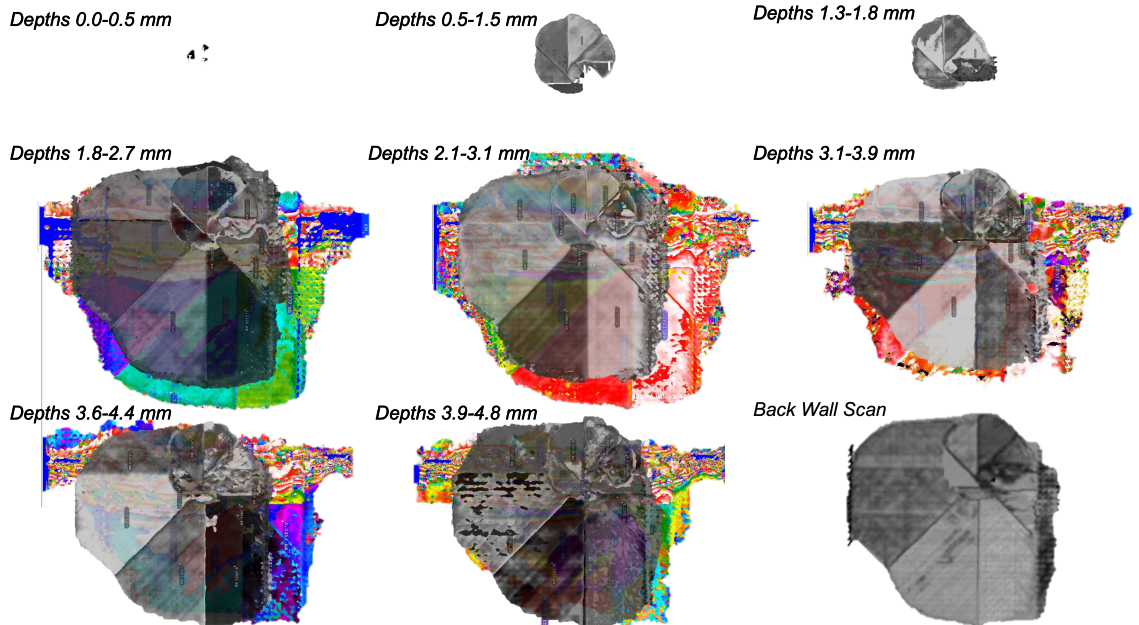 Depths 0.0-0.5 mm
Depths 0.5-1.5 mm
Depths 1.3-1.8 mm
Depths 1.8-2.7 mm
Depths 2.1-3.1 mm
Depths 3.1-3.9 mm
Depths 3.6-4.4 mm
Depths 3.9-4.8 mm
Back Wall Scan